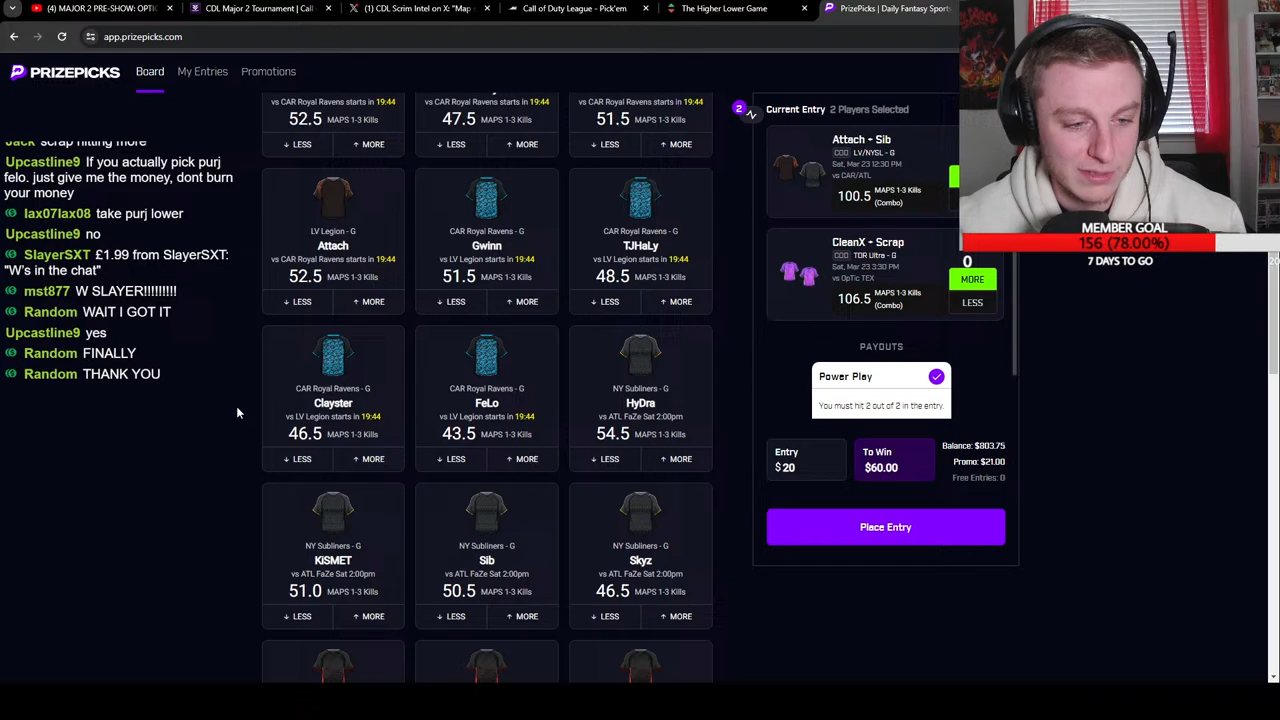 (4) MAJOR 2 PRE-SHOW: OPTIC
CDL Major 2 Tournament | Call
(1) CDL Scrim Intel on X: "Ma
Call of Duty League - Pick'em
The Higher Lower Game
PrizePicks | Daily Fantasy Sport
app.prizepicks.com
PRIZEPICKS Board My Entries Promotions
Jack scrap hitting more
Upcastline9 If you actually pick purj
felo. just give me the money, dont burn
your money
lax07lax08 take purj lower
Upcastline9 no
SlayerSXT £1.99 from SlayerSXT:
"W's in the chat"
mst877 W SLAYER!!!!!!!!!
Random WAIT I GOT IT
Upcastline9 yes
Random FINALLY
Random THANK YOU
vs CAR Royal Ravens starts in 19:44
52.5 MAPS 1-3 Kills
↓ LESS ↑ MORE
vs CAR Royal Ravens starts in 19:44
47.5 MAPS 1-3 Kills
↓ LESS ↑ MORE
vs CAR Royal Ravens starts in 19:44
51.5 MAPS 1-3 Kills
↓ LESS ↑ MORE
LV Legion - G
Attach
vs CAR Royal Ravens starts in 19:44
52.5 MAPS 1-3 Kills
↓ LESS ↑ MORE
CAR Royal Ravens - G
Gwinn
vs LV Legion starts in 19:44
51.5 MAPS 1-3 Kills
↓ LESS ↑ MORE
CAR Royal Ravens - G
TJHaLy
vs LV Legion starts in 19:44
48.5 MAPS 1-3 Kills
↓ LESS ↑ MORE
CAR Royal Ravens - G
Clayster
vs LV Legion starts in 19:44
46.5 MAPS 1-3 Kills
↓ LESS ↑ MORE
CAR Royal Ravens - G
FeLo
vs LV Legion starts in 19:44
43.5 MAPS 1-3 Kills
↓ LESS ↑ MORE
NY Subliners - G
HyDra
vs ATL FaZe Sat 2:00pm
54.5 MAPS 1-3 Kills
↓ LESS ↑ MORE
NY Subliners - G
KiSMET
vs ATL FaZe Sat 2:00pm
51.0 MAPS 1-3 Kills
↓ LESS ↑ MORE
NY Subliners - G
Sib
vs ATL FaZe Sat 2:00pm
50.5 MAPS 1-3 Kills
↓ LESS ↑ MORE
NY Subliners - G
Skyz
vs ATL FaZe Sat 2:00pm
46.5 MAPS 1-3 Kills
↓ LESS ↑ MORE
2 Current Entry 2 Players Selected
Attach + Sib
COD LV/NYSL - G
Sat, Mar 23 12:30 PM
vs CAR/ATL
100.5 MAPS 1-3 Kills
(Combo)
CleanX + Scrap
COD TOR Ultra - G
Sat, Mar 23 3:30 PM
vs OpTic TEX
106.5 MAPS 1-3 Kills
(Combo)
0
MORE
LESS
PAYOUTS
Power Play
You must hit 2 out of 2 in the entry.
Entry
$ 20
To Win
$60.00
Balance: $803.75
Promo: $21.00
Free Entries: 0
Place Entry
MEMBER GOAL
156 (78.00%)
7 DAYS TO GO